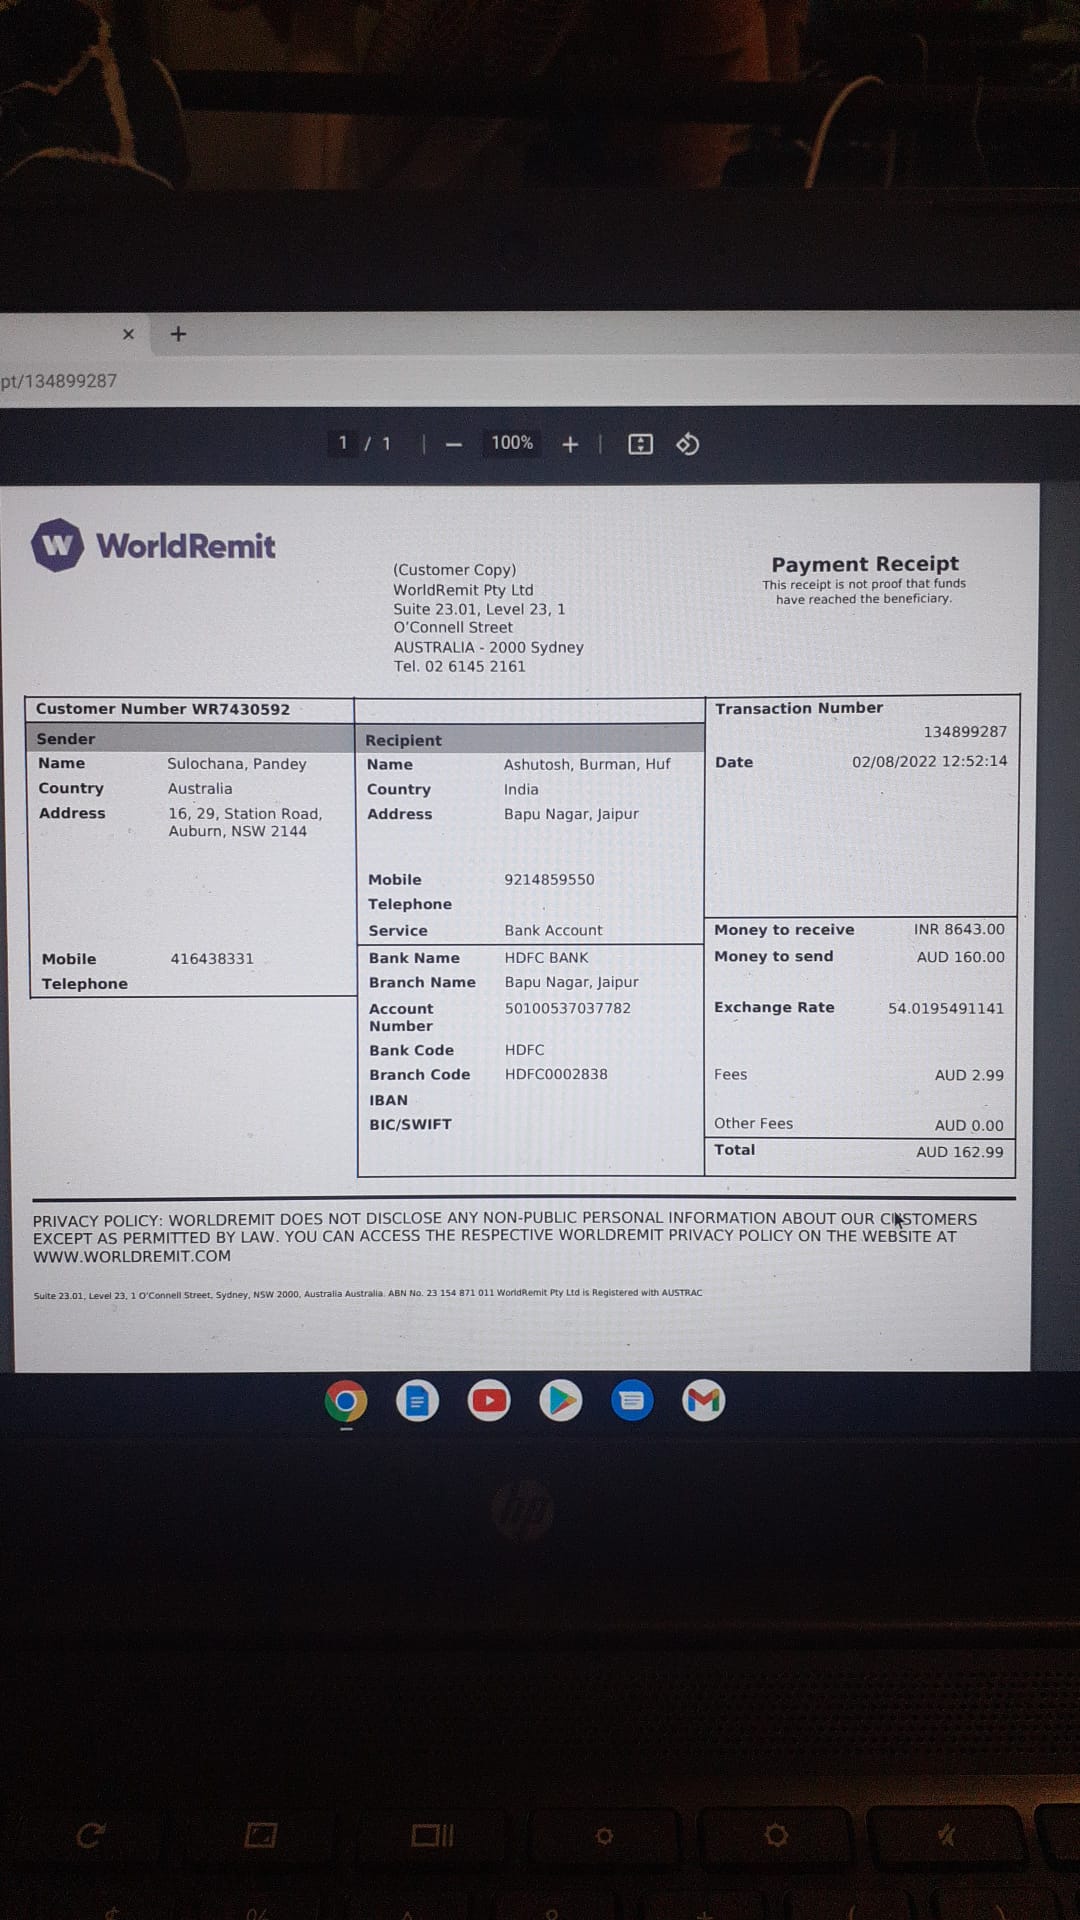 × +
pt/134899287
1 / 1 | − 100% + |
W WorldRemit
(Customer Copy)
WorldRemit Pty Ltd
Suite 23.01, Level 23, 1
O'Connell Street
AUSTRALIA - 2000 Sydney
Tel. 02 6145 2161
Payment Receipt
This receipt is not proof that funds
have reached the beneficiary.
Customer Number WR7430592
Sender
Name Sulochana, Pandey
Country Australia
Address 16, 29, Station Road,
Auburn, NSW 2144
Mobile 416438331
Telephone
Recipient
Name Ashutosh, Burman, Huf
Country India
Address Bapu Nagar, Jaipur
Mobile 9214859550
Telephone
Service Bank Account
Bank Name HDFC BANK
Branch Name Bapu Nagar, Jaipur
Account 50100537037782
Number
Bank Code HDFC
Branch Code HDFC0002838
IBAN
BIC/SWIFT
Transaction Number
134899287
Date 02/08/2022 12:52:14
Money to receive INR 8643.00
Money to send AUD 160.00
Exchange Rate 54.0195491141
Fees AUD 2.99
Other Fees AUD 0.00
Total AUD 162.99
PRIVACY POLICY: WORLDREMIT DOES NOT DISCLOSE ANY NON-PUBLIC PERSONAL INFORMATION ABOUT OUR CUSTOMERS
EXCEPT AS PERMITTED BY LAW. YOU CAN ACCESS THE RESPECTIVE WORLDREMIT PRIVACY POLICY ON THE WEBSITE AT
WWW.WORLDREMIT.COM
Suite 23.01, Level 23, 1 O'Connell Street, Sydney, NSW 2000, Australia Australia. ABN No. 23 154 871 011 WorldRemit Pty Ltd is Registered with AUSTRAC
hp